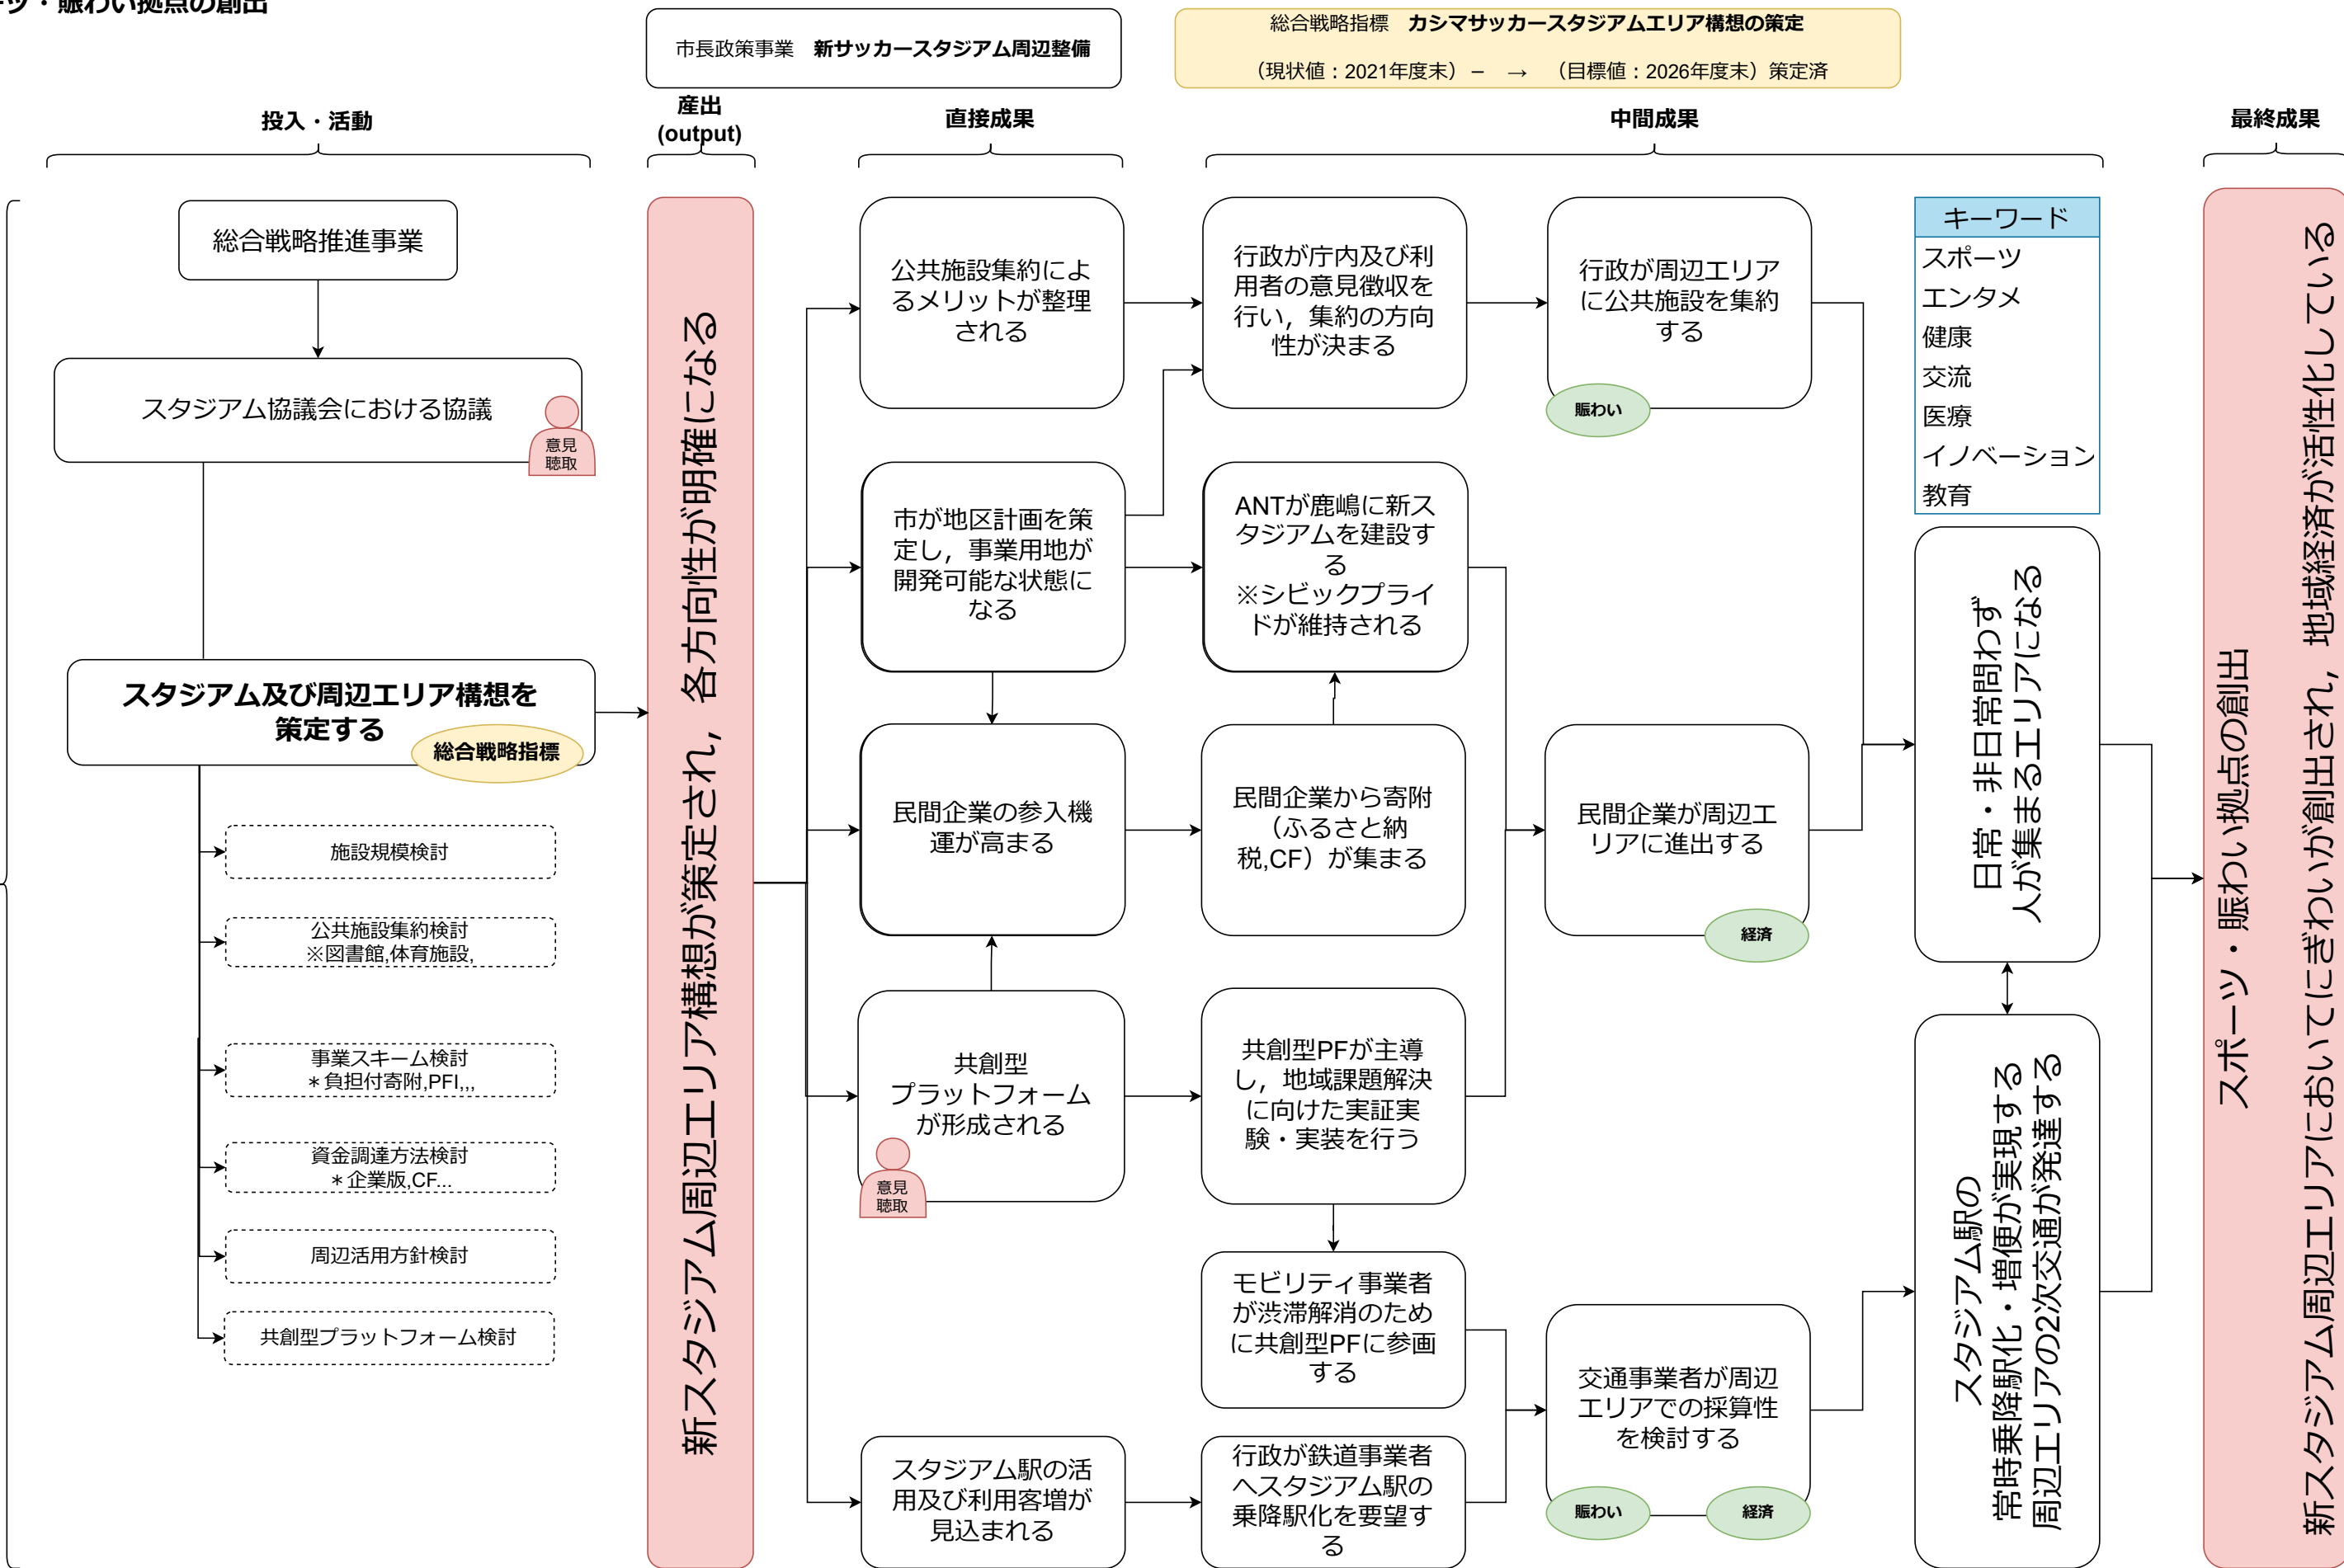 ーツ・賑わい拠点の創出
市長政策事業　新サッカースタジアム周辺整備
総合戦略指標　カシマサッカースタジアムエリア構想の策定
（現状値：2021年度末）－　→　（目標値：2026年度末）策定済
投入・活動
産出
(output)
直接成果
中間成果
最終成果
総合戦略推進事業
スタジアム協議会における協議
意見
聴取
スタジアム及び周辺エリア構想を
策定する
総合戦略指標
施設規模検討
公共施設集約検討
※図書館,体育施設,
事業スキーム検討
＊負担付寄附,PFI,,,
資金調達方法検討
＊企業版,CF...
周辺活用方針検討
共創型プラットフォーム検討
新スタジアム周辺エリア構想が策定され，各方向性が明確になる
公共施設集約によ
るメリットが整理
される
市が地区計画を策
定し，事業用地が
開発可能な状態に
なる
民間企業の参入機
運が高まる
共創型
プラットフォーム
が形成される
意見
聴取
スタジアム駅の活
用及び利用客増が
見込まれる
行政が庁内及び利
用者の意見徴収を
行い，集約の方向
性が決まる
ANTが鹿嶋に新ス
タジアムを建設す
る
※シビックプライ
ドが維持される
民間企業から寄附
（ふるさと納
税,CF）が集まる
共創型PFが主導
し，地域課題解決
に向けた実証実
験・実装を行う
モビリティ事業者
が渋滞解消のため
に共創型PFに参画
する
行政が鉄道事業者
へスタジアム駅の
乗降駅化を要望す
る
行政が周辺エリア
に公共施設を集約
する
賑わい
民間企業が周辺エ
リアに進出する
経済
交通事業者が周辺
エリアでの採算性
を検討する
賑わい
経済
キーワード
スポーツ
エンタメ
健康
交流
医療
イノベーション
教育
日常・非日常問わず
人が集まるエリアになる
スタジアム駅の
常時乗降駅化・増便が実現する
周辺エリアの2次交通が発達する
スポーツ・賑わい拠点の創出
新スタジアム周辺エリアにおいてにぎわいが創出され，地域経済が活性化している